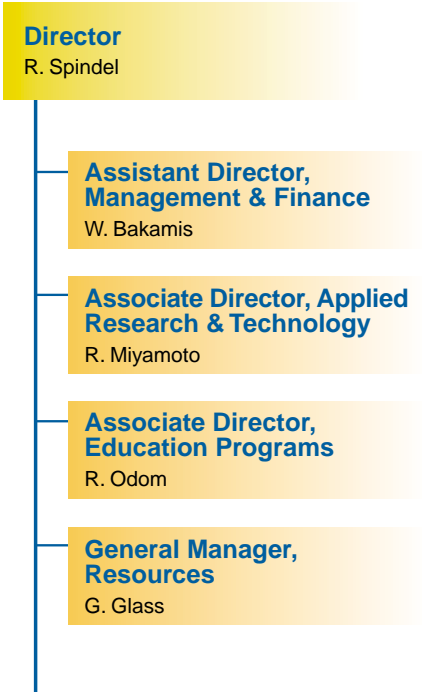 Director
R. Spindel
Assistant Director,
Management & Finance
W. Bakamis
Associate Director, Applied
Research & Technology
R. Miyamoto
Associate Director,
Education Programs
R. Odom
General Manager,
Resources
G. Glass